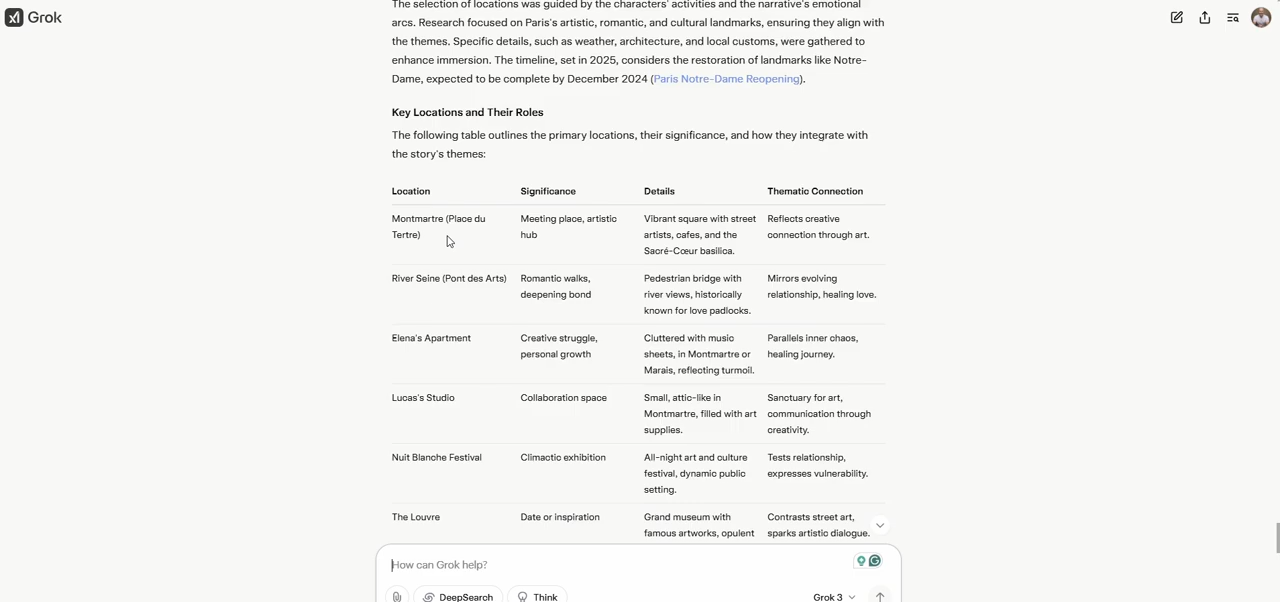 Grok
The selection of locations was guided by the characters' activities and the narrative's emotional
arcs. Research focused on Paris's artistic, romantic, and cultural landmarks, ensuring they align with
the themes. Specific details, such as weather, architecture, and local customs, were gathered to
enhance immersion. The timeline, set in 2025, considers the restoration of landmarks like Notre-
Dame, expected to be complete by December 2024 (Paris Notre-Dame Reopening).
Key Locations and Their Roles
The following table outlines the primary locations, their significance, and how they integrate with
the story's themes:
Location Significance Details Thematic Connection
Montmartre (Place du Meeting place, artistic Vibrant square with street Reflects creative
Tertre) hub artists, cafes, and the connection through art.
Sacré-Cœur basilica.
River Seine (Pont des Arts) Romantic walks, Pedestrian bridge with Mirrors evolving
deepening bond river views, historically relationship, healing love.
known for love padlocks.
Elena's Apartment Creative struggle, Cluttered with music Parallels inner chaos,
personal growth sheets, in Montmartre or healing journey.
Marais, reflecting turmoil.
Lucas's Studio Collaboration space Small, attic-like in Sanctuary for art,
Montmartre, filled with art communication through
supplies. creativity.
Nuit Blanche Festival Climactic exhibition All-night art and culture Tests relationship,
festival, dynamic public expresses vulnerability.
setting.
The Louvre Date or inspiration Grand museum with Contrasts street art,
famous artworks, opulent sparks artistic dialogue.
How can Grok help?
DeepSearch Think Grok 3